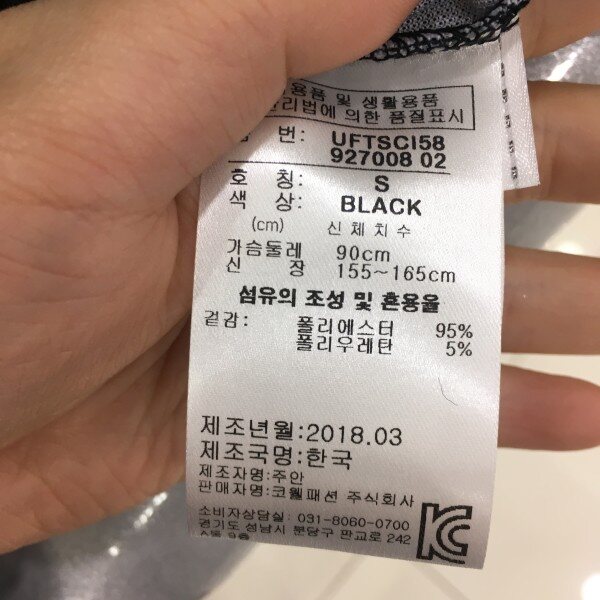 용품 및 생활용품
리법에 의한 품질표시
번: UFTSCI58
927008 02
호 칭: S
색 상: BLACK
(cm) 신체치수
가슴둘레 90cm
신 장 155~165cm
섬유의 조성 및 혼용율
겉감: 폴리에스터 95%
폴리우레탄 5%
제조년월:2018.03
제조국명:한국
제조자명:주안
판매자명:코웰패션 주식회사
소비자상담실: 031-8060-0700
경기도 성남시 분당구 판교로 242